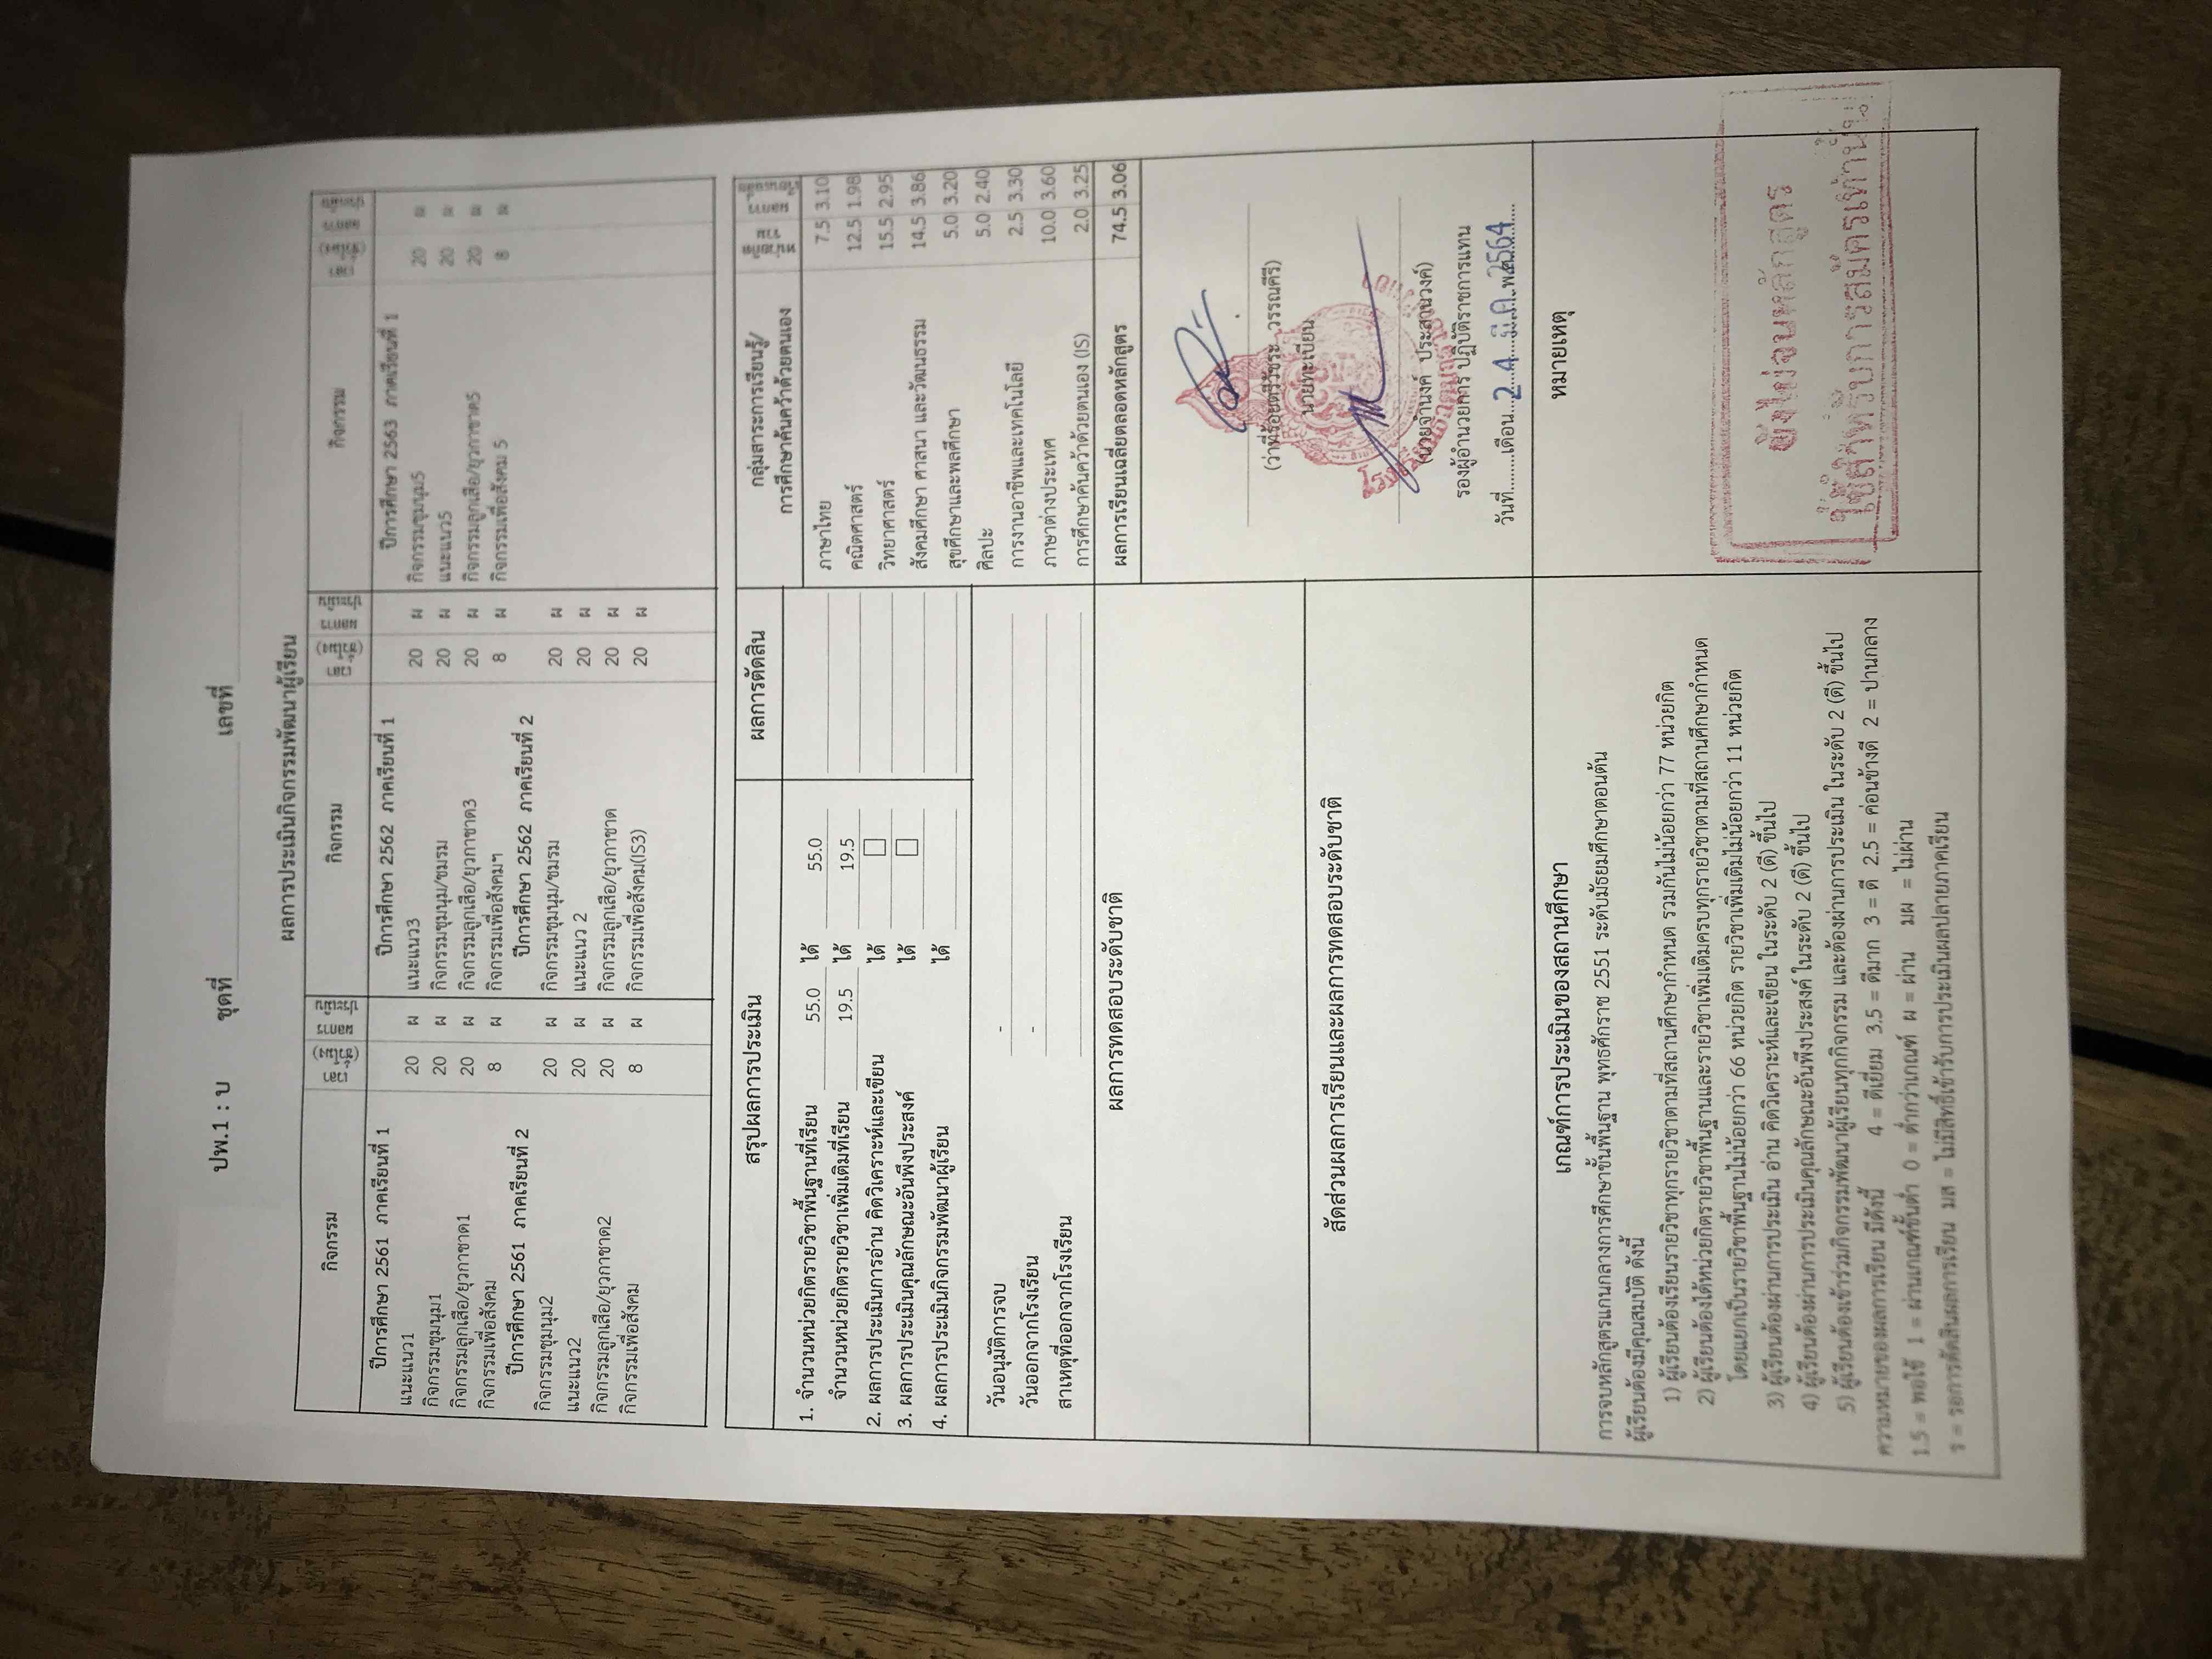 ปพ.1 : บ ชุดที่ เลขที่
ผลการประเมินกิจกรรมพัฒนาผู้เรียน
กิจกรรม เวลา (ชั่วโมง) ผลการประเมิน กิจกรรม เวลา (ชั่วโมง) ผลการประเมิน กิจกรรม เวลา (ชั่วโมง) ผลการประเมิน
ปีการศึกษา 2561 ภาคเรียนที่ 1
แนะแนว1 20 ผ
กิจกรรมชุมนุม1 20 ผ
กิจกรรมลูกเสือ/ยุวกาชาด1 20 ผ
กิจกรรมเพื่อสังคม 8 ผ
ปีการศึกษา 2561 ภาคเรียนที่ 2
กิจกรรมชุมนุม2 20 ผ
แนะแนว2 20 ผ
กิจกรรมลูกเสือ/ยุวกาชาด2 20 ผ
กิจกรรมเพื่อสังคม 8 ผ
ปีการศึกษา 2562 ภาคเรียนที่ 1
แนะแนว3 20 ผ
กิจกรรมชุมนุม/ชมรม 20 ผ
กิจกรรมลูกเสือ/ยุวกาชาด3 20 ผ
กิจกรรมเพื่อสังคมฯ 8 ผ
ปีการศึกษา 2562 ภาคเรียนที่ 2
กิจกรรมชุมนุม/ชมรม 20 ผ
แนะแนว 2 20 ผ
กิจกรรมลูกเสือ/ยุวกาชาด 20 ผ
กิจกรรมเพื่อสังคม(IS3) 20 ผ
ปีการศึกษา 2563 ภาคเรียนที่ 1
กิจกรรมชุมนุม5 20 ผ
แนะแนว5 20 ผ
กิจกรรมลูกเสือ/ยุวกาชาด5 20 ผ
กิจกรรมเพื่อสังคม 5 8 ผ
สรุปผลการประเมิน ผลการตัดสิน
1. จำนวนหน่วยกิตรายวิชาพื้นฐานที่เรียน 55.0 ได้ 55.0
จำนวนหน่วยกิตรายวิชาเพิ่มเติมที่เรียน 19.5 ได้ 19.5
2. ผลการประเมินการอ่าน คิดวิเคราะห์และเขียน ได้
3. ผลการประเมินคุณลักษณะอันพึงประสงค์ ได้
4. ผลการประเมินกิจกรรมพัฒนาผู้เรียน ได้
วันอนุมัติการจบ -
วันออกจากโรงเรียน -
สาเหตุที่ออกจากโรงเรียน
กลุ่มสาระการเรียนรู้/
การศึกษาค้นคว้าด้วยตนเอง
หน่วยกิตรวม ผลการเรียนเฉลี่ย
ภาษาไทย 7.5 3.10
คณิตศาสตร์ 12.5 1.98
วิทยาศาสตร์ 15.5 2.95
สังคมศึกษา ศาสนา และวัฒนธรรม 14.5 3.86
สุขศึกษาและพลศึกษา 5.0 3.20
ศิลปะ 5.0 2.40
การงานอาชีพและเทคโนโลยี 2.5 3.30
ภาษาต่างประเทศ 10.0 3.60
การศึกษาค้นคว้าด้วยตนเอง (IS) 2.0 3.25
ผลการเรียนเฉลี่ยตลอดหลักสูตร 74.5 3.06
ผลการทดสอบระดับชาติ
สัดส่วนผลการเรียนและผลการทดสอบระดับชาติ
(ว่าที่ร้อยตรีวัชระ วรรณศิริ)
นายทะเบียน
(นายจำนงค์ ประสานวงค์)
รองผู้อำนวยการ ปฏิบัติราชการแทน
วันที่ 24 เดือน มี.ค. พ.ศ. 2564
เกณฑ์การประเมินของสถานศึกษา
การจบหลักสูตรแกนกลางการศึกษาขั้นพื้นฐาน พุทธศักราช 2551 ระดับมัธยมศึกษาตอนต้น
ผู้เรียนต้องมีคุณสมบัติ ดังนี้
1) ผู้เรียนต้องเรียนรายวิชาทุกรายวิชาตามที่สถานศึกษากำหนด รวมกันไม่น้อยกว่า 77 หน่วยกิต
2) ผู้เรียนต้องได้หน่วยกิตรายวิชาพื้นฐานและรายวิชาเพิ่มเติมครบทุกรายวิชาตามที่สถานศึกษากำหนด
โดยแยกเป็นรายวิชาพื้นฐานไม่น้อยกว่า 66 หน่วยกิต รายวิชาเพิ่มเติมไม่น้อยกว่า 11 หน่วยกิต
3) ผู้เรียนต้องผ่านการประเมิน อ่าน คิดวิเคราะห์และเขียน ในระดับ 2 (ดี) ขึ้นไป
4) ผู้เรียนต้องผ่านการประเมินคุณลักษณะอันพึงประสงค์ ในระดับ 2 (ดี) ขึ้นไป
5) ผู้เรียนต้องเข้าร่วมกิจกรรมพัฒนาผู้เรียนทุกกิจกรรม และต้องผ่านการประเมิน ในระดับ 2 (ดี) ขึ้นไป
ความหมายของผลการเรียน มีดังนี้ 4 = ดีเยี่ยม 3.5 = ดีมาก 3 = ดี 2.5 = ค่อนข้างดี 2 = ปานกลาง
1.5 = พอใช้ 1 = ผ่านเกณฑ์ขั้นต่ำ 0 = ต่ำกว่าเกณฑ์ ผ = ผ่าน มผ = ไม่ผ่าน
ร = รอการตัดสินผลการเรียน มส = ไม่มีสิทธิ์เข้ารับการประเมินผลปลายภาคเรียน
หมายเหตุ
ยังไม่จบหลักสูตร
ใช้สำหรับการสมัครเท่านั้น